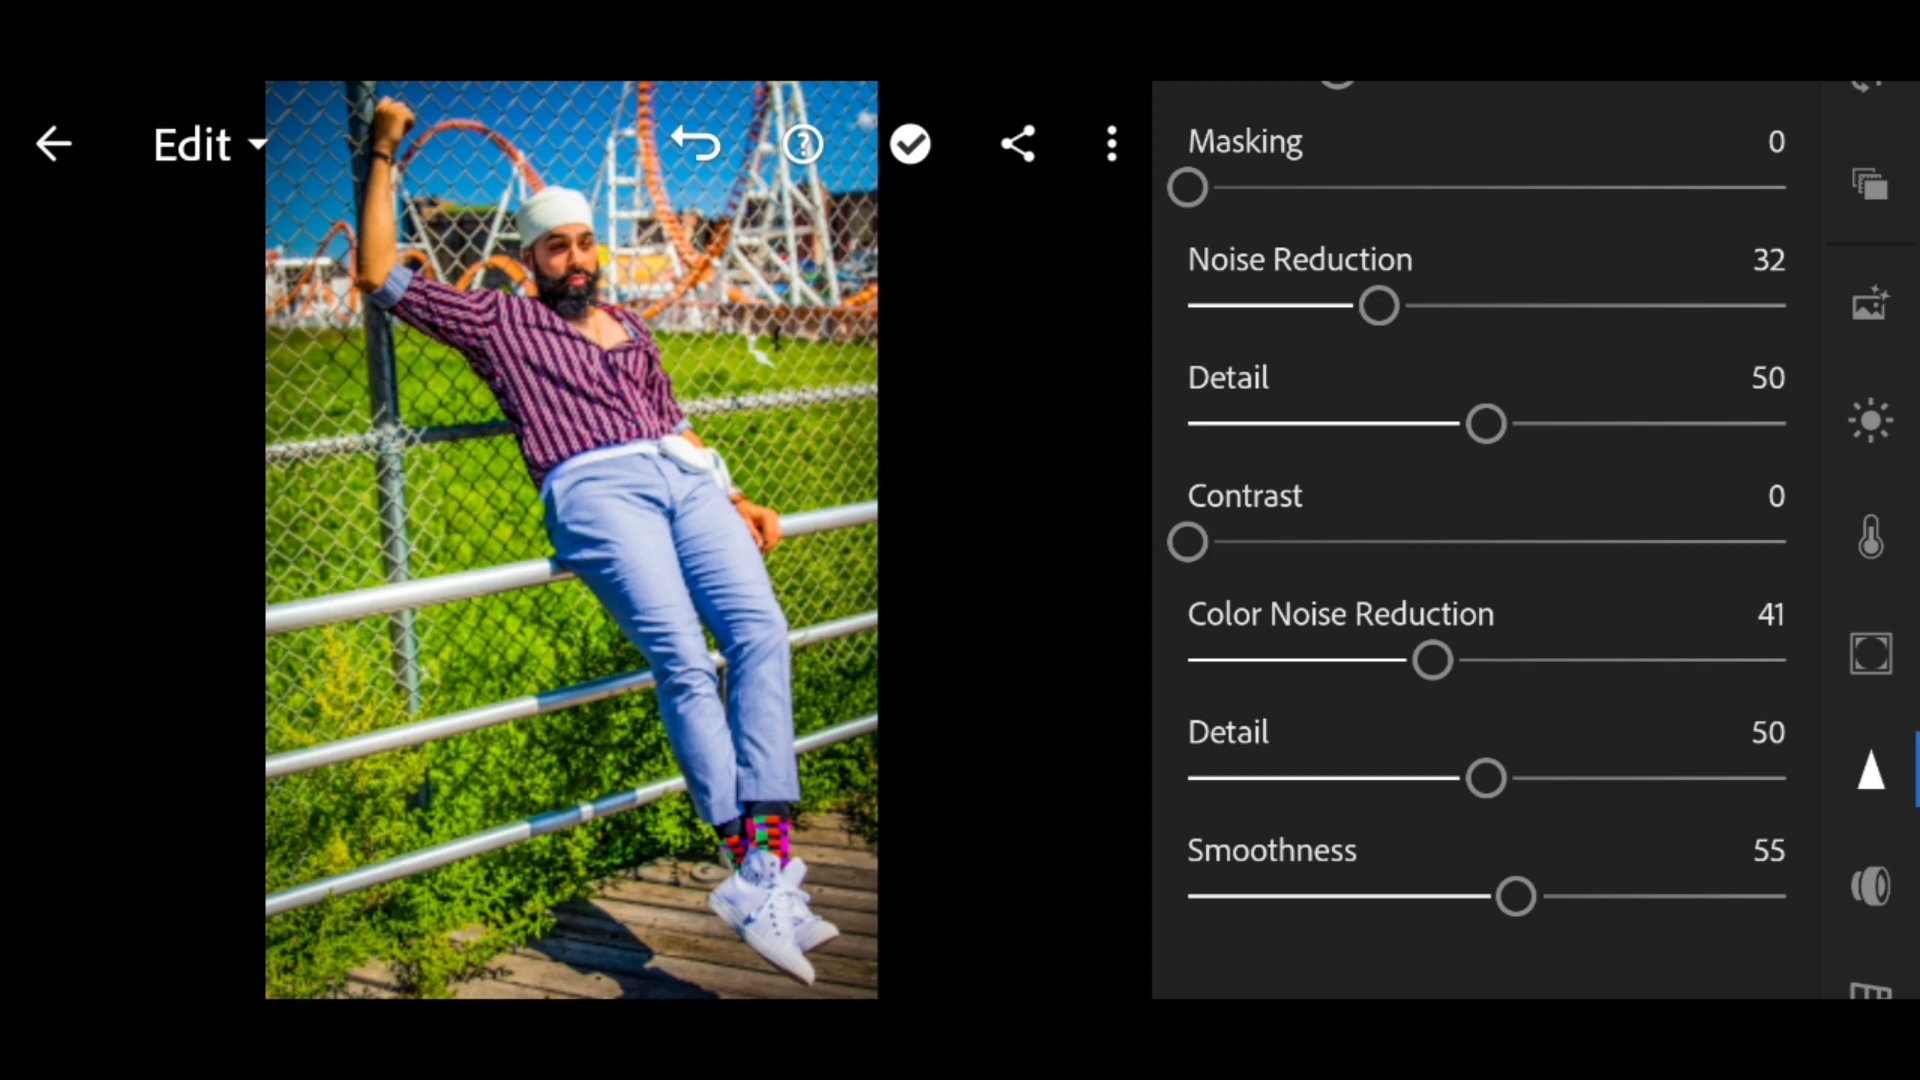 Edit
Masking 0
Noise Reduction 32
Detail 50
Contrast 0
Color Noise Reduction 41
Detail 50
Smoothness 55